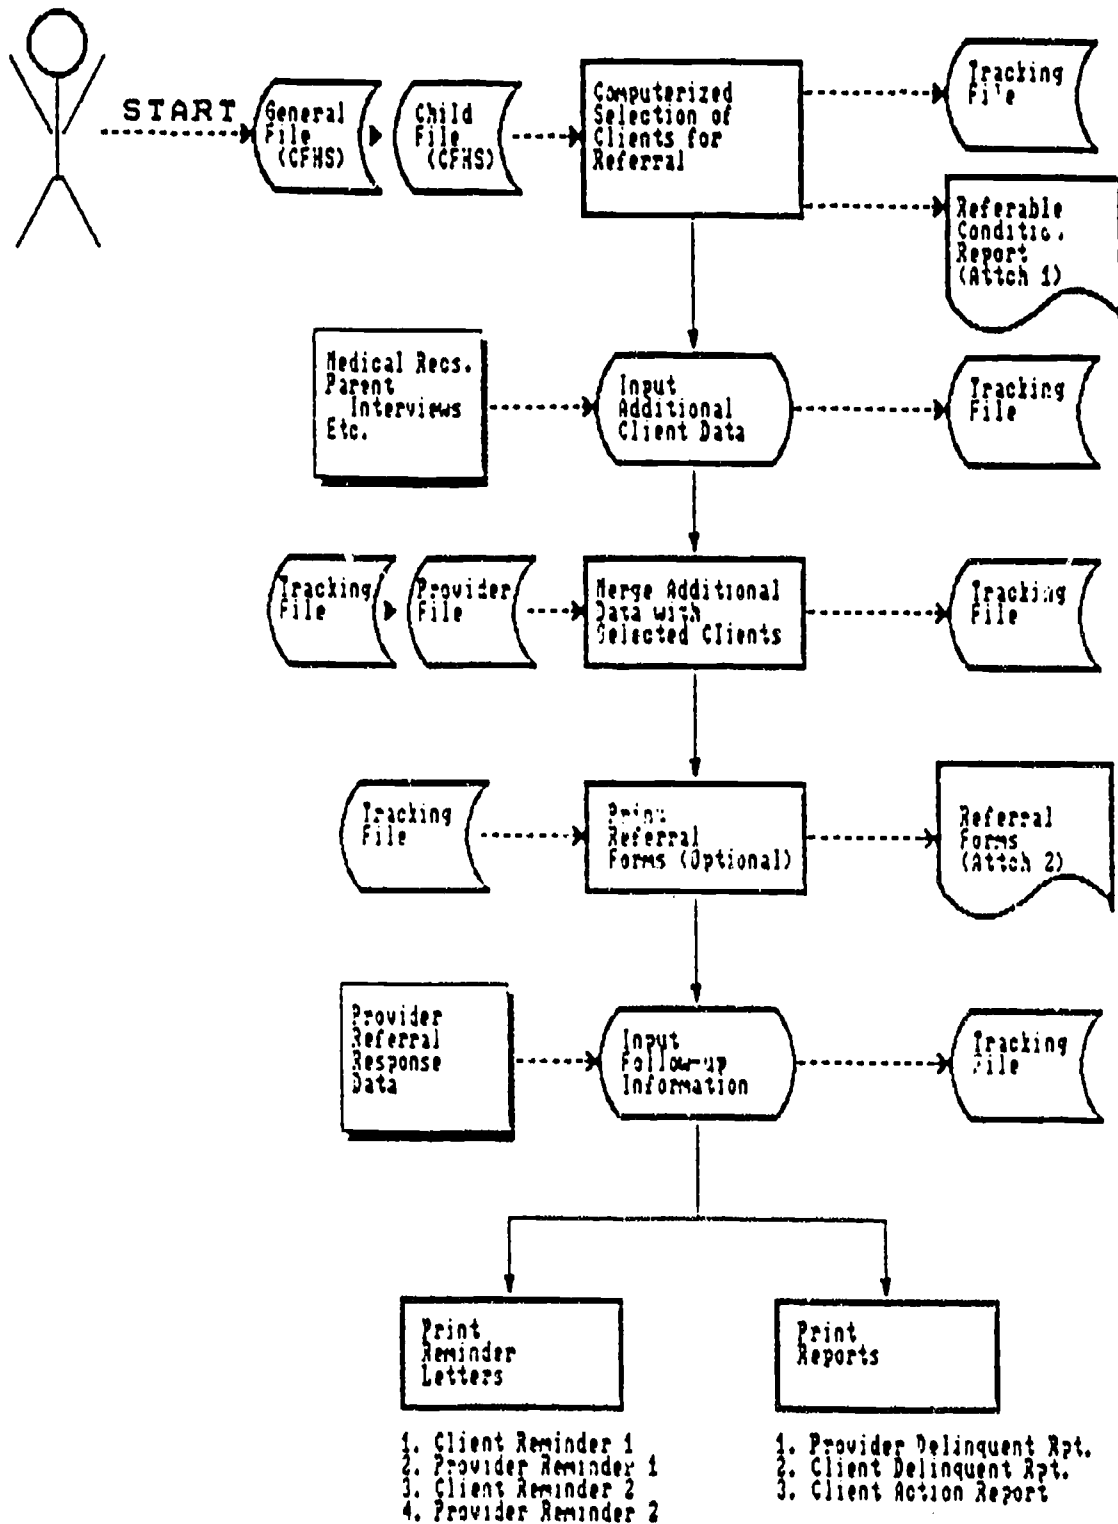 START
General
File
(CFHS)
Child
File
(CFHS)
Computerized
Selection of
Clients for
Referral
Tracking
File
Referable
Report
(Attch 1)
Medical Recs.
Parent
Interviews
Etc.
Input
Additional
Client Data
Tracking
File
Tracking
File
Provider
File
Merge Additional
Data with
Selected Clients
Tracking
File
Tracking
File
Print
Referral
Forms (Optional)
Referral
Forms
(Attch 2)
Provider
Referral
Response
Data
Input
Follow-up
Information
Tracking
File
Print
Reminder
Letters
Print
Reports
1. Client Reminder 1
2. Provider Reminder 1
3. Client Reminder 2
4. Provider Reminder 2
1. Provider Delinquent Rpt.
2. Client Delinquent Rpt.
3. Client Action Report